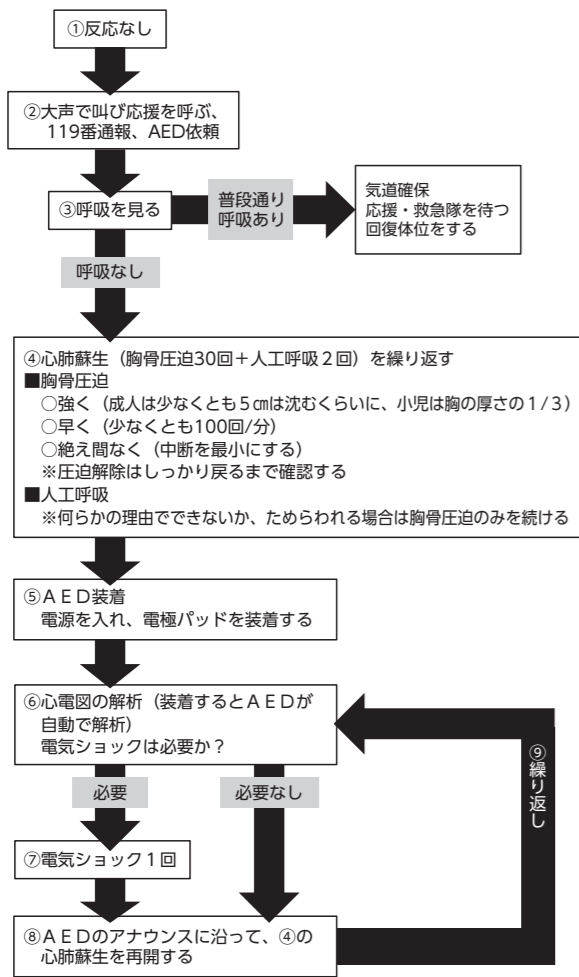 ①反応なし
②大声で叫び応援を呼ぶ、
119番通報、AED依頼
③呼吸を見る
普段通り
呼吸あり
気道確保
応援・救急隊を待つ
回復体位をする
呼吸なし
④心肺蘇生（胸骨圧迫30回＋人工呼吸２回）を繰り返す
■胸骨圧迫
○強く（成人は少なくとも５㎝は沈むくらいに、小児は胸の厚さの１/３）
○早く（少なくとも100回/分）
○絶え間なく（中断を最小にする）
※圧迫解除はしっかり戻るまで確認する
■人工呼吸
※何らかの理由でできないか、ためらわれる場合は胸骨圧迫のみを続ける
⑤ＡＥＤ装着
電源を入れ、電極パッドを装着する
⑥心電図の解析（装着するとＡＥＤが
自動で解析）
電気ショックは必要か？
必要
必要なし
⑦電気ショック１回
⑧ＡＥＤのアナウンスに沿って、④の
心肺蘇生を再開する
⑨繰り返し